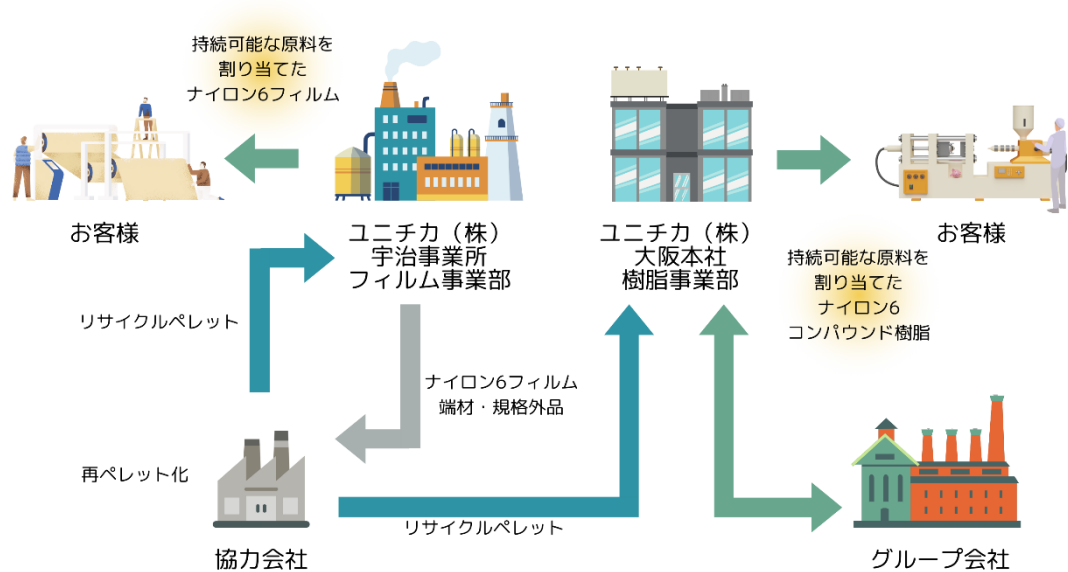 持続可能な原料を
割り当てた
ナイロン6フィルム
お客様
ユニチカ（株）
宇治事業所
フィルム事業部
ユニチカ（株）
大阪本社
樹脂事業部
お客様
持続可能な原料を
割り当てた
ナイロン6
コンパウンド樹脂
リサイクルペレット
ナイロン6フィルム
端材・規格外品
再ペレット化
リサイクルペレット
協力会社
グループ会社